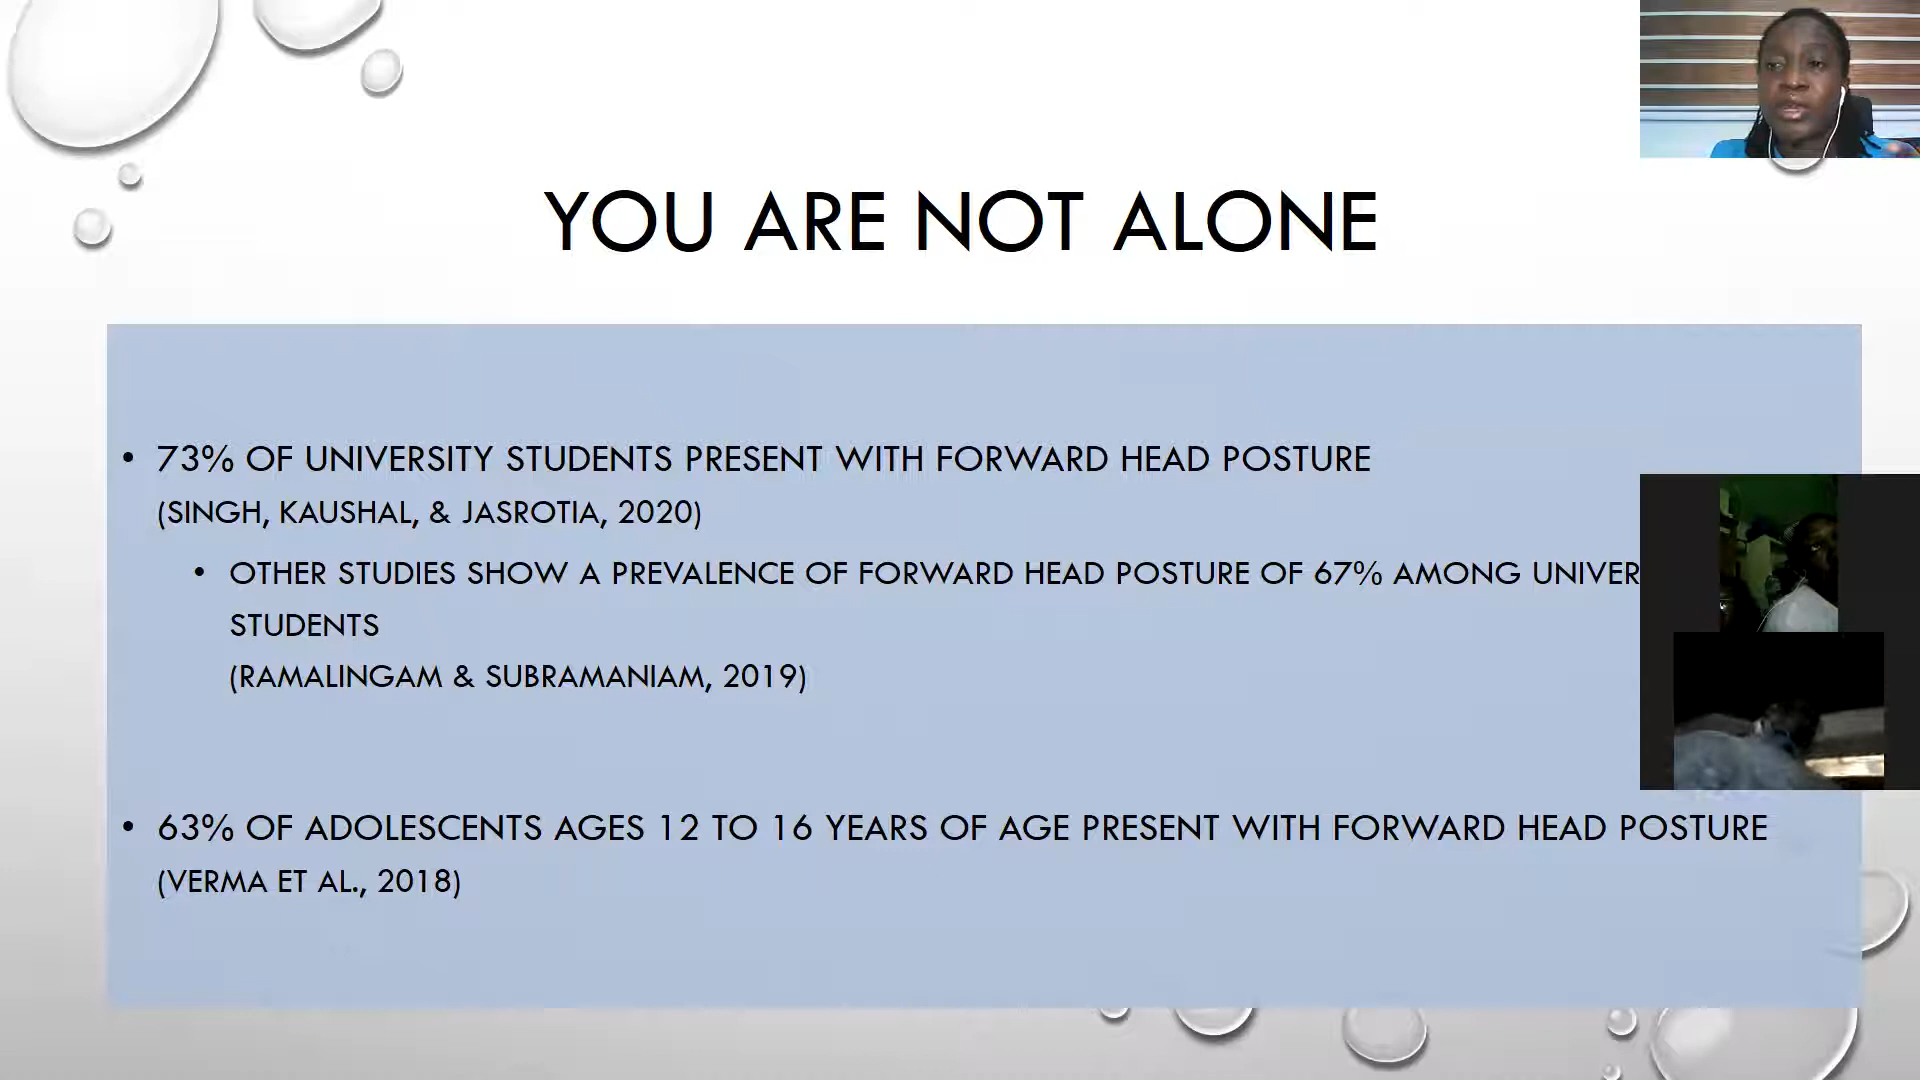 YOU ARE NOT ALONE
• 73% OF UNIVERSITY STUDENTS PRESENT WITH FORWARD HEAD POSTURE
(SINGH, KAUSHAL, & JASROTIA, 2020)
• OTHER STUDIES SHOW A PREVALENCE OF FORWARD HEAD POSTURE OF 67% AMONG UNIVER
STUDENTS
(RAMALINGAM & SUBRAMANIAM, 2019)
• 63% OF ADOLESCENTS AGES 12 TO 16 YEARS OF AGE PRESENT WITH FORWARD HEAD POSTURE
(VERMA ET AL., 2018)